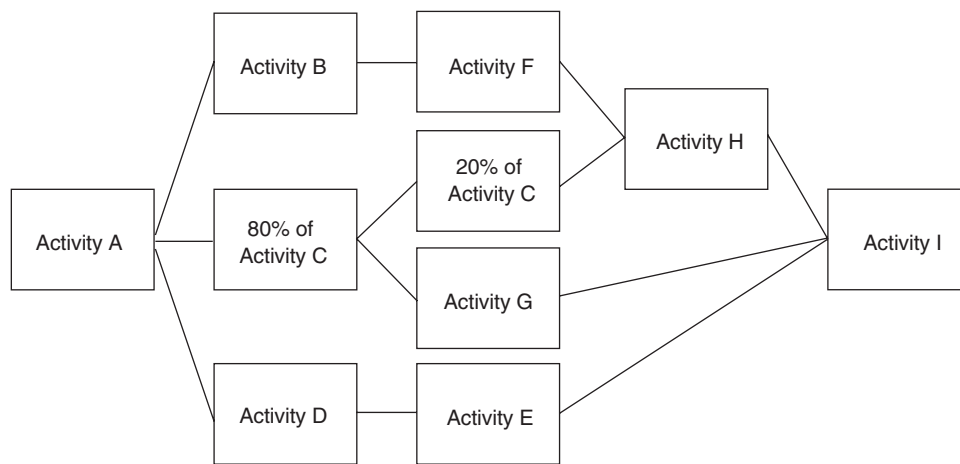 Activity B
Activity F
Activity H
20% of
Activity C
Activity A
80% of
Activity C
Activity I
Activity G
Activity D
Activity E